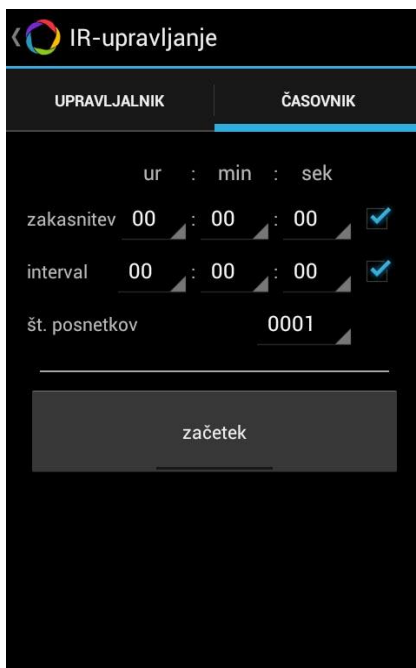 IR-upravljanje
UPRAVLJALNIK ČASOVNIK
ur : min : sek
zakasnitev 00 : 00 : 00
interval 00 : 00 : 00
št. posnetkov 0001
začetek